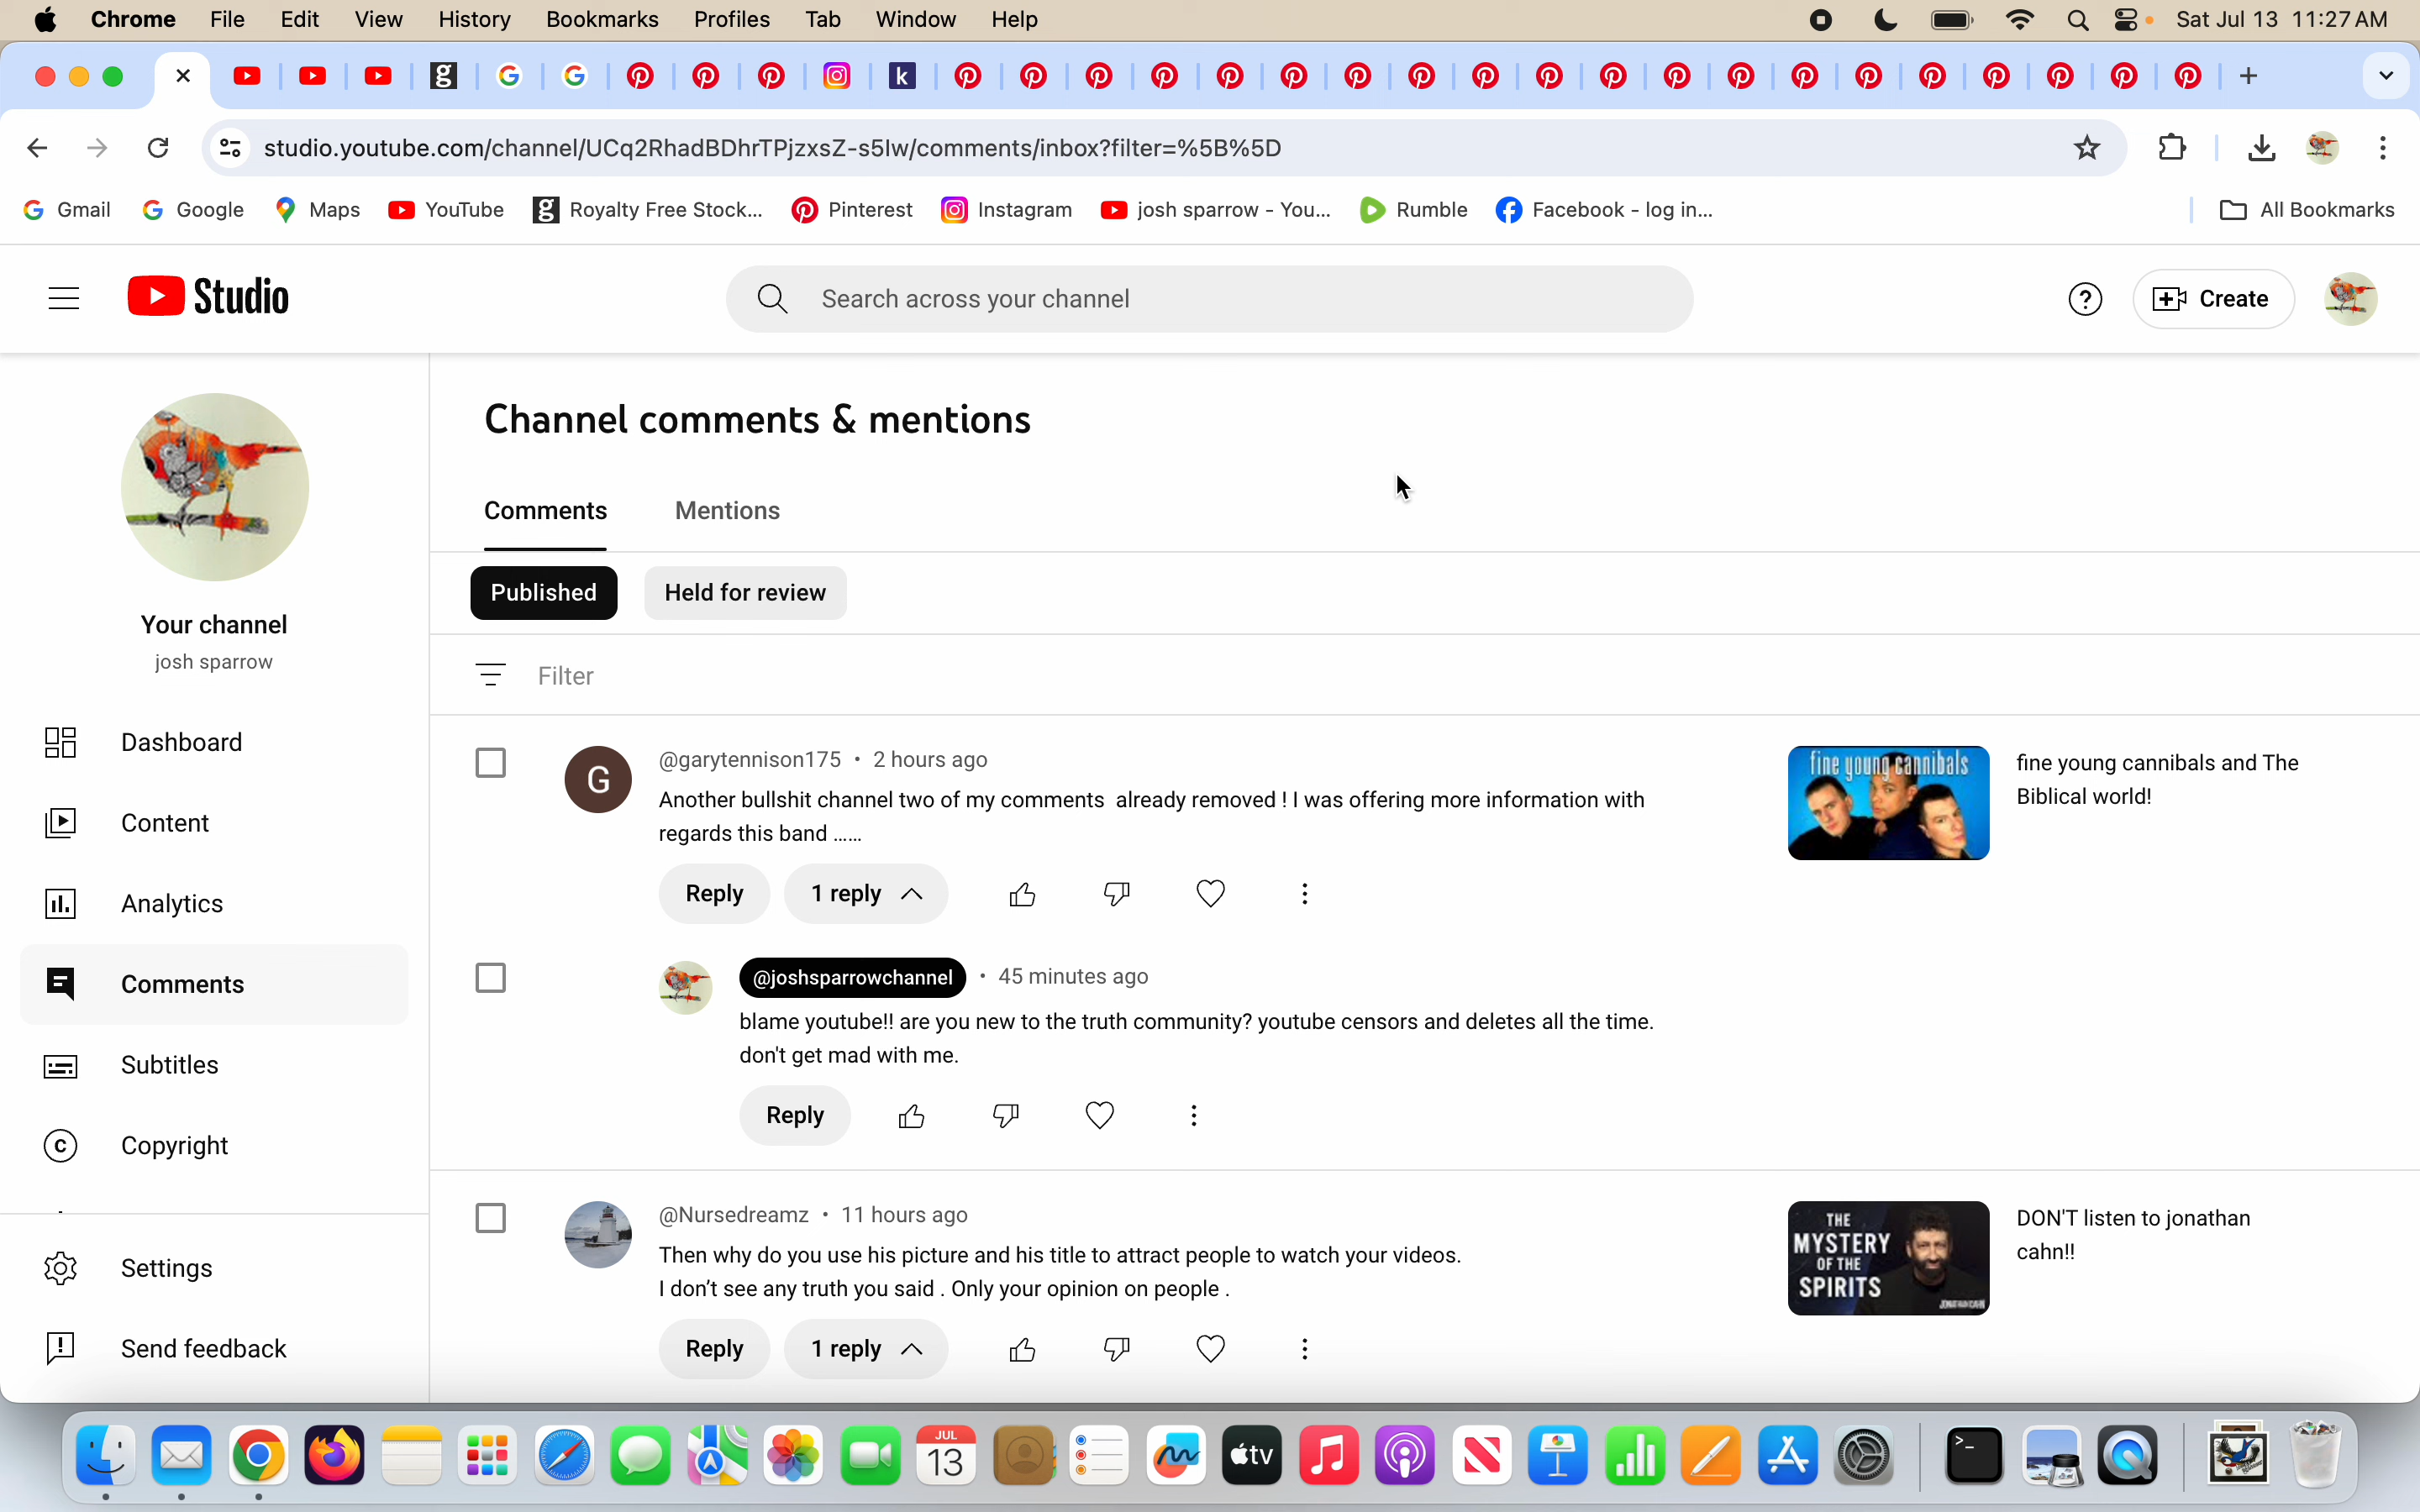 Chrome File Edit View History Bookmarks Profiles Tab Window Help Sat Jul 13 11:27 AM
studio.youtube.com/channel/UCq2RhadBDhrTPjzxsZ-s5Iw/comments/inbox?filter=%5B%5D
Gmail Google Maps YouTube Royalty Free Stock... Pinterest Instagram josh sparrow - You... Rumble Facebook - log in... All Bookmarks
Studio Search across your channel Create
Channel comments & mentions
Comments Mentions
Published Held for review
Filter
Your channel
josh sparrow
Dashboard
Content
Analytics
Comments
Subtitles
Copyright
Settings
Send feedback
G
@garytennison175 • 2 hours ago
Another bullshit channel two of my comments already removed ! I was offering more information with
regards this band ......
Reply 1 reply
fine young cannibals
fine young cannibals and The
Biblical world!
@joshsparrowchannel • 45 minutes ago
blame youtube!! are you new to the truth community? youtube censors and deletes all the time.
don't get mad with me.
Reply
@Nursedreamz • 11 hours ago
Then why do you use his picture and his title to attract people to watch your videos.
I don't see any truth you said . Only your opinion on people .
Reply 1 reply
THE
MYSTERY
OF THE
SPIRITS
JONATHAN CAHN
DON'T listen to jonathan
cahn!!
JUL
13
tv